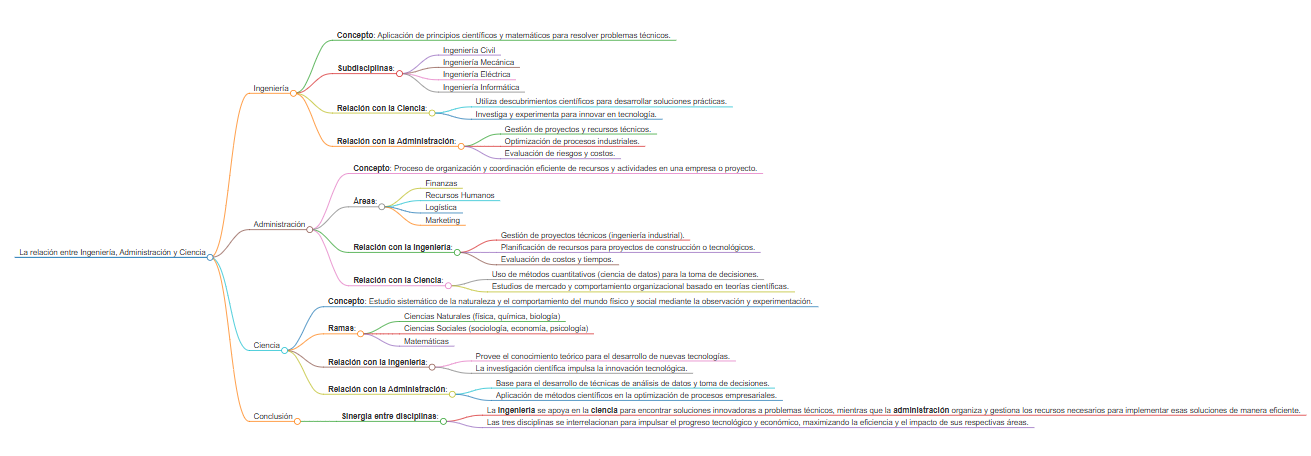 La relación entre Ingeniería, Administración y Ciencia
Ingeniería
Concepto: Aplicación de principios científicos y matemáticos para resolver problemas técnicos.
Subdisciplinas:
Ingeniería Civil
Ingeniería Mecánica
Ingeniería Eléctrica
Ingeniería Informática
Relación con la Ciencia:
Utiliza descubrimientos científicos para desarrollar soluciones prácticas.
Investiga y experimenta para innovar en tecnología.
Relación con la Administración:
Gestión de proyectos y recursos técnicos.
Optimización de procesos industriales.
Evaluación de riesgos y costos.
Administración
Concepto: Proceso de organización y coordinación eficiente de recursos y actividades en una empresa o proyecto.
Áreas:
Finanzas
Recursos Humanos
Logística
Marketing
Relación con la Ingeniería:
Gestión de proyectos técnicos (ingeniería industrial).
Planificación de recursos para proyectos de construcción o tecnológicos.
Evaluación de costos y tiempos.
Relación con la Ciencia:
Uso de métodos cuantitativos (ciencia de datos) para la toma de decisiones.
Estudios de mercado y comportamiento organizacional basado en teorías científicas.
Ciencia
Concepto: Estudio sistemático de la naturaleza y el comportamiento del mundo físico y social mediante la observación y experimentación.
Ramas:
Ciencias Naturales (física, química, biología)
Ciencias Sociales (sociología, economía, psicología)
Matemáticas
Relación con la Ingeniería:
Provee el conocimiento teórico para el desarrollo de nuevas tecnologías.
La investigación científica impulsa la innovación tecnológica.
Relación con la Administración:
Base para el desarrollo de técnicas de análisis de datos y toma de decisiones.
Aplicación de métodos científicos en la optimización de procesos empresariales.
Conclusión
Sinergia entre disciplinas:
La ingeniería se apoya en la ciencia para encontrar soluciones innovadoras a problemas técnicos, mientras que la administración organiza y gestiona los recursos necesarios para implementar esas soluciones de manera eficiente.
Las tres disciplinas se interrelacionan para impulsar el progreso tecnológico y económico, maximizando la eficiencia y el impacto de sus respectivas áreas.